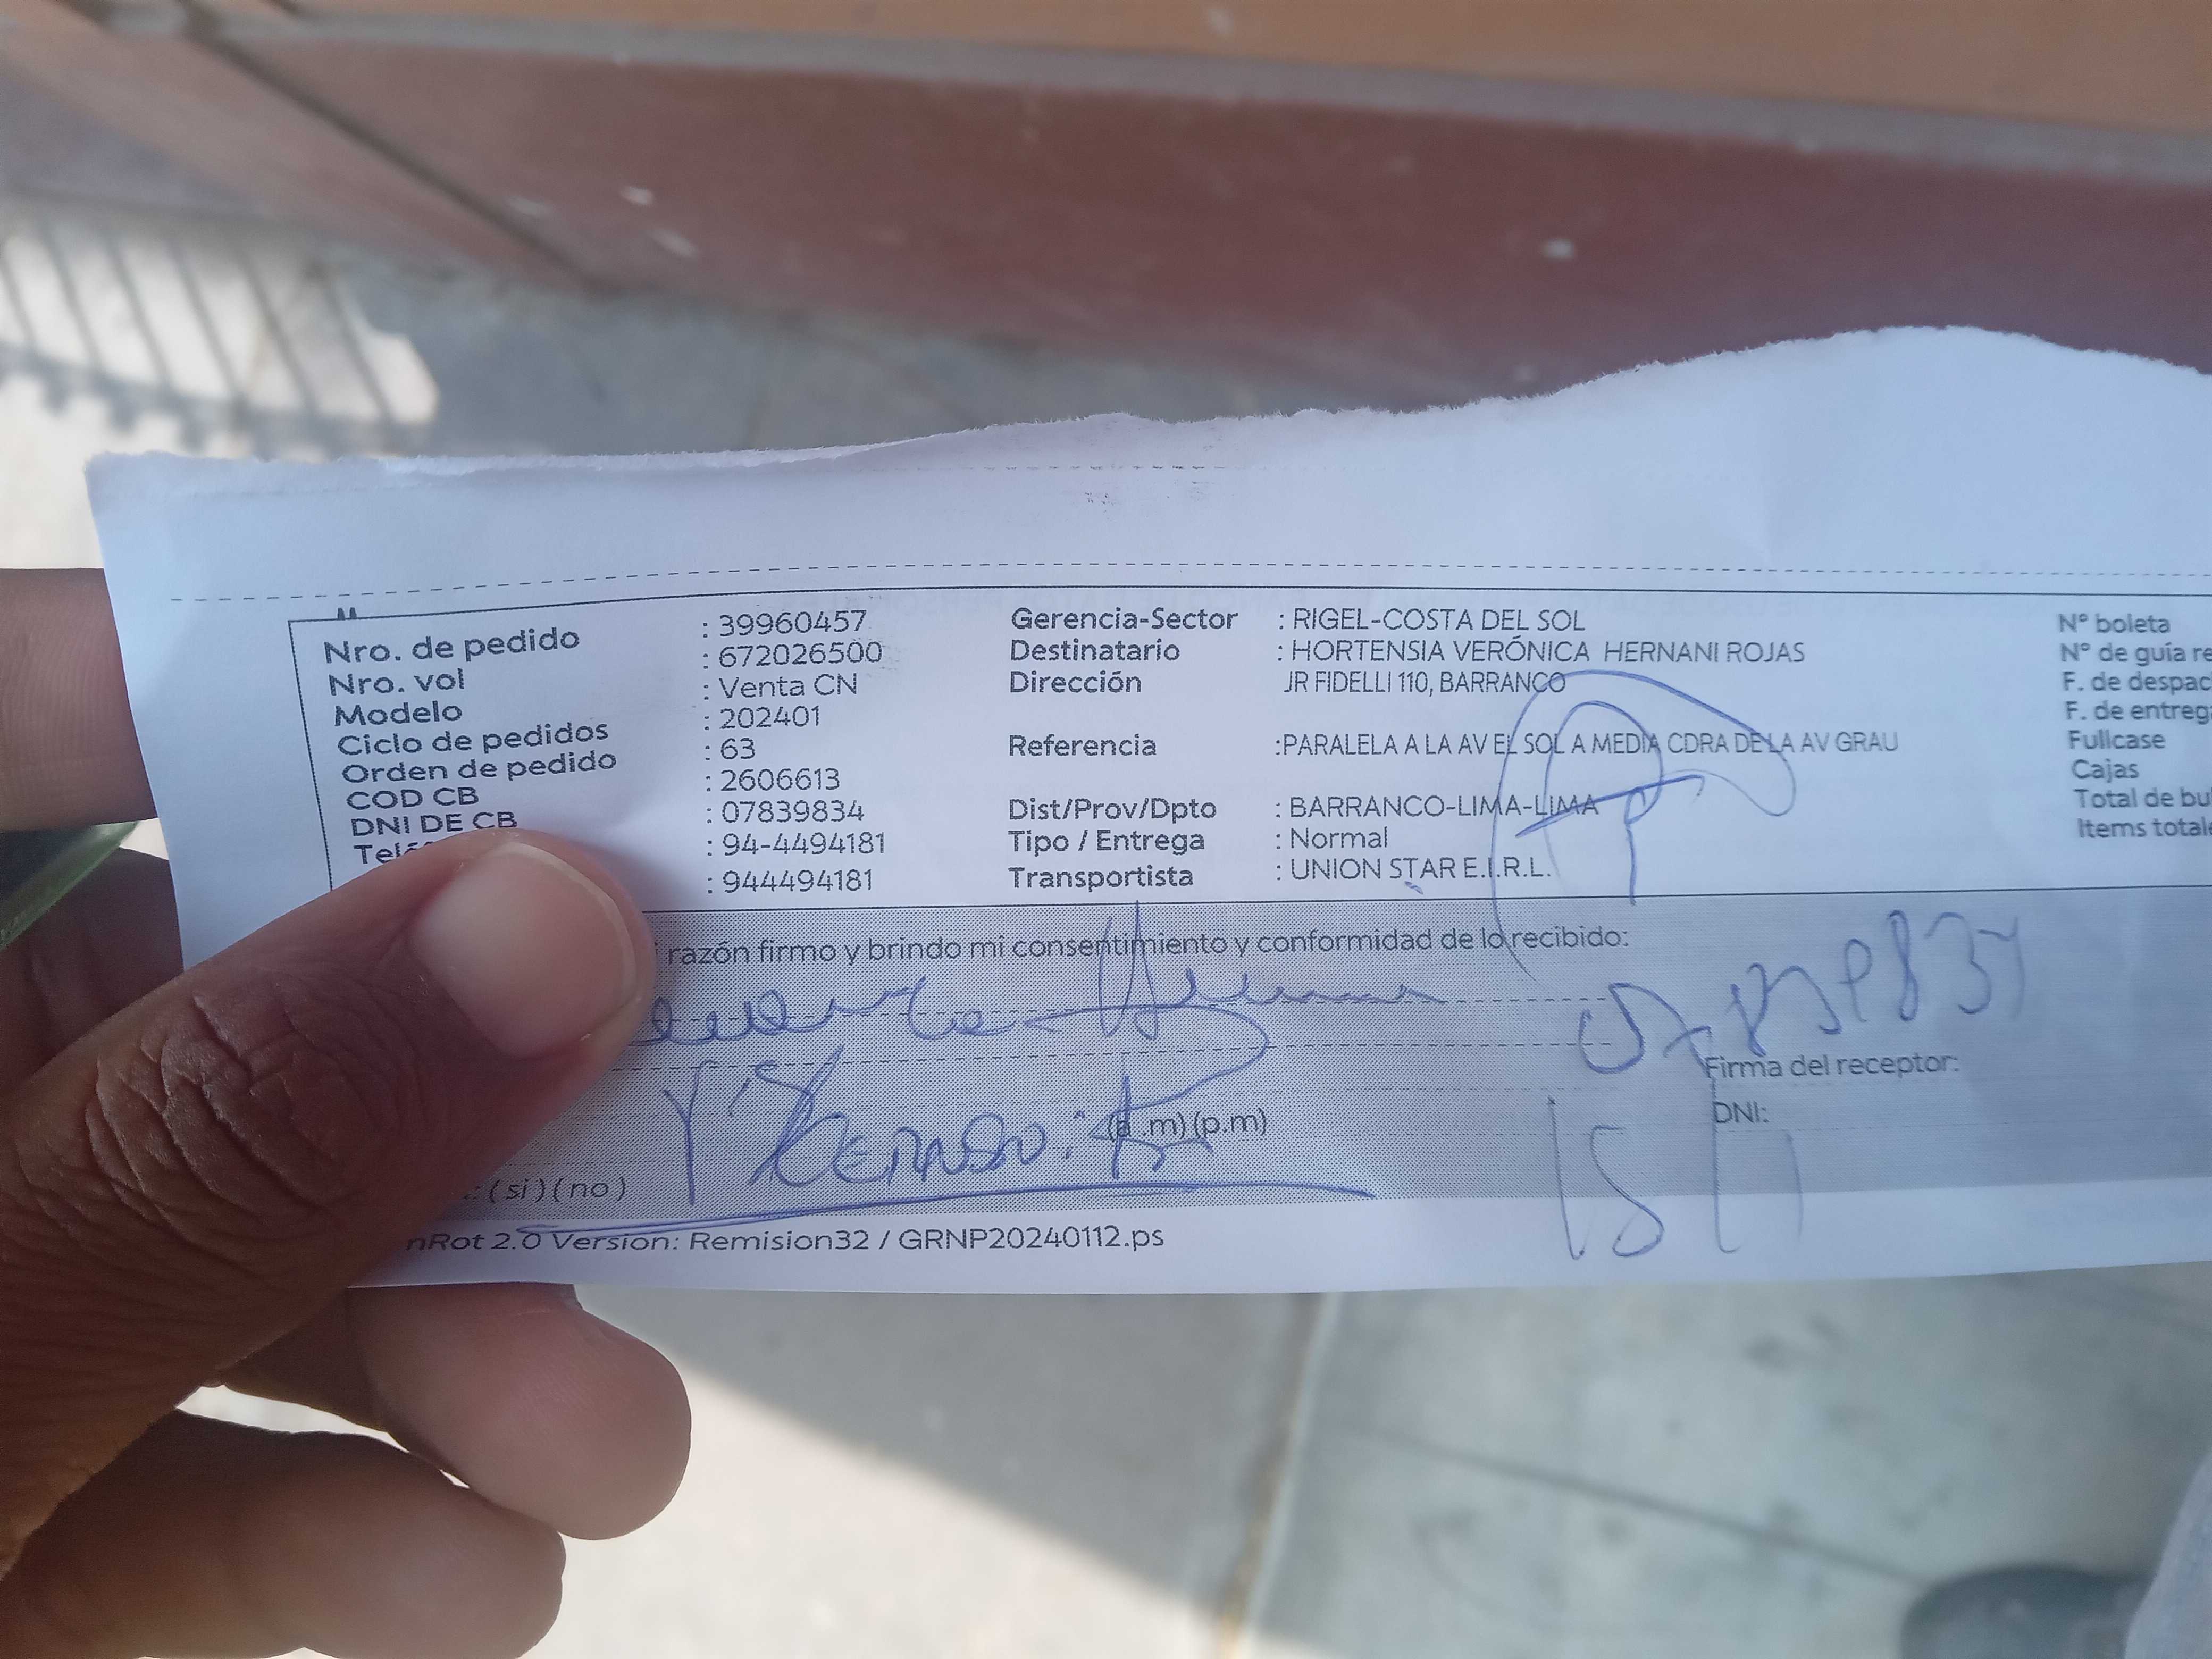 Nro. de pedido : 39960457 Gerencia-Sector : RIGEL-COSTA DEL SOL Nº boleta
Nro. vol : 672026500 Destinatario : HORTENSIA VERÓNICA HERNANI ROJAS Nº de guía re
Modelo : Venta CN Dirección JR FIDELLI 110, BARRANCO F. de despac
Ciclo de pedidos : 202401 F. de entreg
Orden de pedido : 63 Referencia :PARALELA A LA AV EL SOL A MEDIA CDRA DE LA AV GRAU Fullcase
COD CB : 2606613 Cajas
DNI DE CB : 07839834 Dist/Prov/Dpto : BARRANCO-LIMA-LIMA Total de bu
: 94-4494181 Tipo / Entrega : Normal Items total
: 944494181 Transportista : UNION STAR E.I.R.L.
razón firmo y brindo mi consentimiento y conformidad de lo recibido:
Firma del receptor:
(a .m) (p.m) DNI:
: ( si ) ( no )
nRot 2.0 Version: Remision32 / GRNP20240112.ps